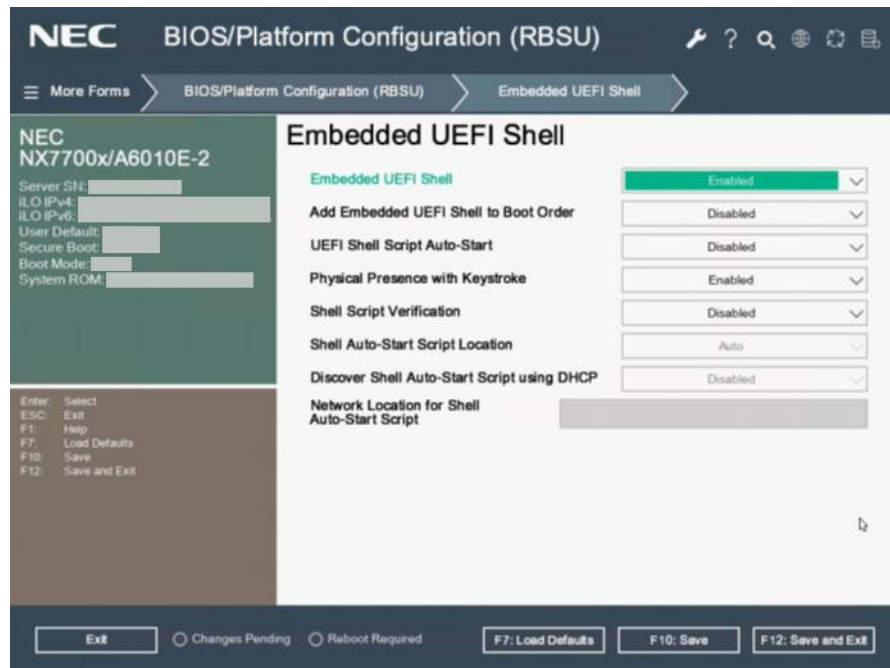 NEC BIOS/Platform Configuration (RBSU)
More Forms BIOS/Platform Configuration (RBSU) Embedded UEFI Shell
NEC
NX7700x/A6010E-2
Server SN:
iLO IPv4:
iLO IPv6:
User Default:
Secure Boot:
Boot Mode:
System ROM:
Enter: Select
ESC: Exit
F1: Help
F7: Load Defaults
F10: Save
F12: Save and Exit
Embedded UEFI Shell
Embedded UEFI Shell Enabled
Add Embedded UEFI Shell to Boot Order Disabled
UEFI Shell Script Auto-Start Disabled
Physical Presence with Keystroke Enabled
Shell Script Verification Disabled
Shell Auto-Start Script Location Auto
Discover Shell Auto-Start Script using DHCP Disabled
Network Location for Shell
Auto-Start Script
Exit Changes Pending Reboot Required F7: Load Defaults F10: Save F12: Save and Exit